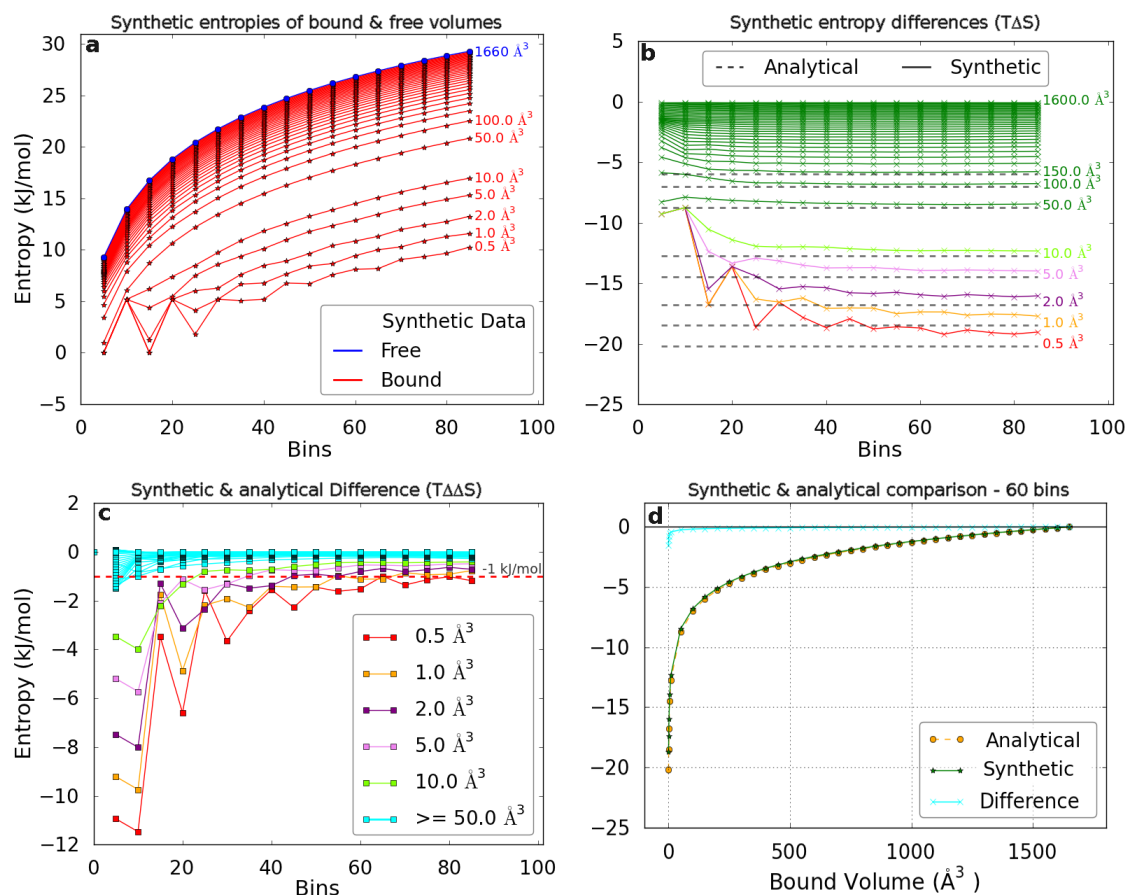 Synthetic entropies of bound & free volumes
a
30
25
20
15
10
5
0
−5
Entropy (kJ/mol)
0 20 40 60 80 100
Bins
1660 Å³
100.0 Å³
50.0 Å³
10.0 Å³
5.0 Å³
2.0 Å³
1.0 Å³
0.5 Å³
Synthetic Data
Free
Bound
Synthetic entropy differences (TΔS)
b
Analytical
Synthetic
5
0
−5
−10
−15
−20
−25
0 20 40 60 80 100
Bins
1600.0 Å³
150.0 Å³
100.0 Å³
50.0 Å³
10.0 Å³
5.0 Å³
2.0 Å³
1.0 Å³
0.5 Å³
Synthetic & analytical Difference (TΔΔS)
c
2
0
−2
−4
−6
−8
−10
−12
Entropy (kJ/mol)
0 20 40 60 80 100
Bins
-1 kJ/mol
0.5 Å³
1.0 Å³
2.0 Å³
5.0 Å³
10.0 Å³
>= 50.0 Å³
Synthetic & analytical comparison - 60 bins
d
0
−5
−10
−15
−20
−25
0 500 1000 1500
Bound Volume (Å³)
Analytical
Synthetic
Difference